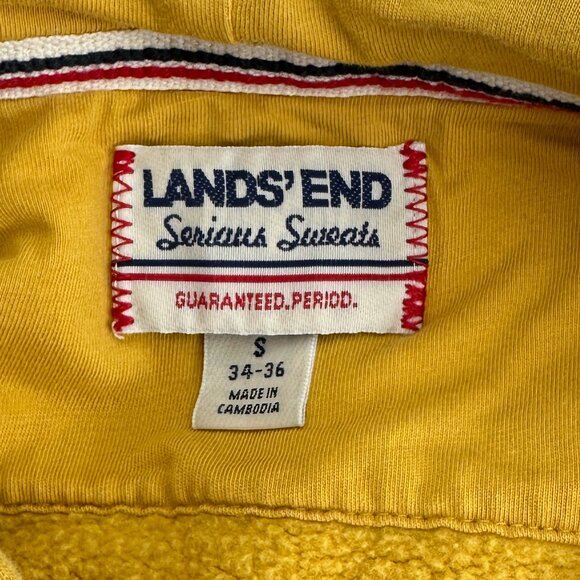 LANDS' END
Serious Sweats
GUARANTEED.PERIOD.
S
34-36
MADE IN
CAMBODIA